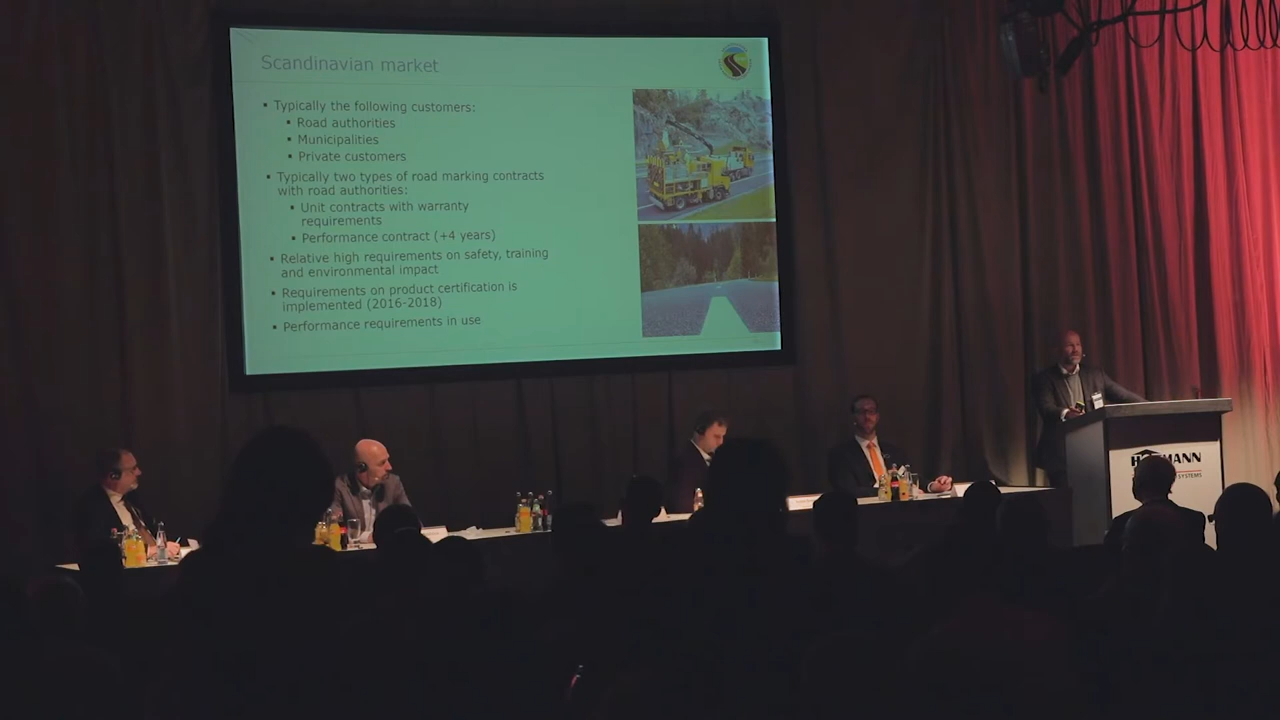 Scandinavian market
▪ Typically the following customers:
▪ Road authorities
▪ Municipalities
▪ Private customers
▪ Typically two types of road marking contracts
with road authorities:
▪ Unit contracts with warranty
requirements
▪ Performance contract (+4 years)
▪ Relative high requirements on safety, training
and environmental impact
▪ Requirements on product certification is
implemented (2016-2018)
▪ Performance requirements in use
SYSTEMS